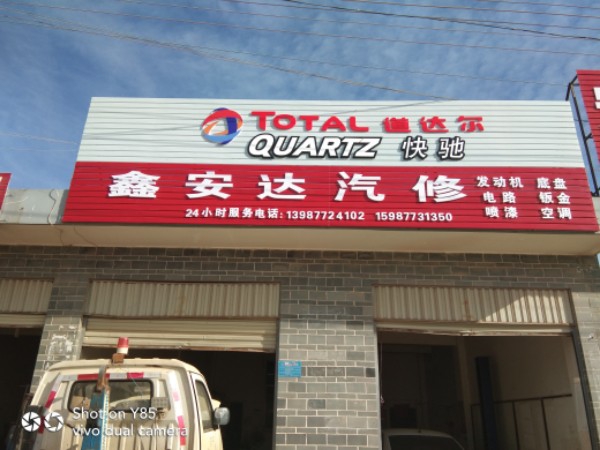 TOTAL 道达尔
QUARTZ 快驰
鑫安达汽修
发动机 底盘
电路 钣金
喷漆 空调
24小时服务电话:13987724102 15987731350
Shot on Y85
vivo dual camera